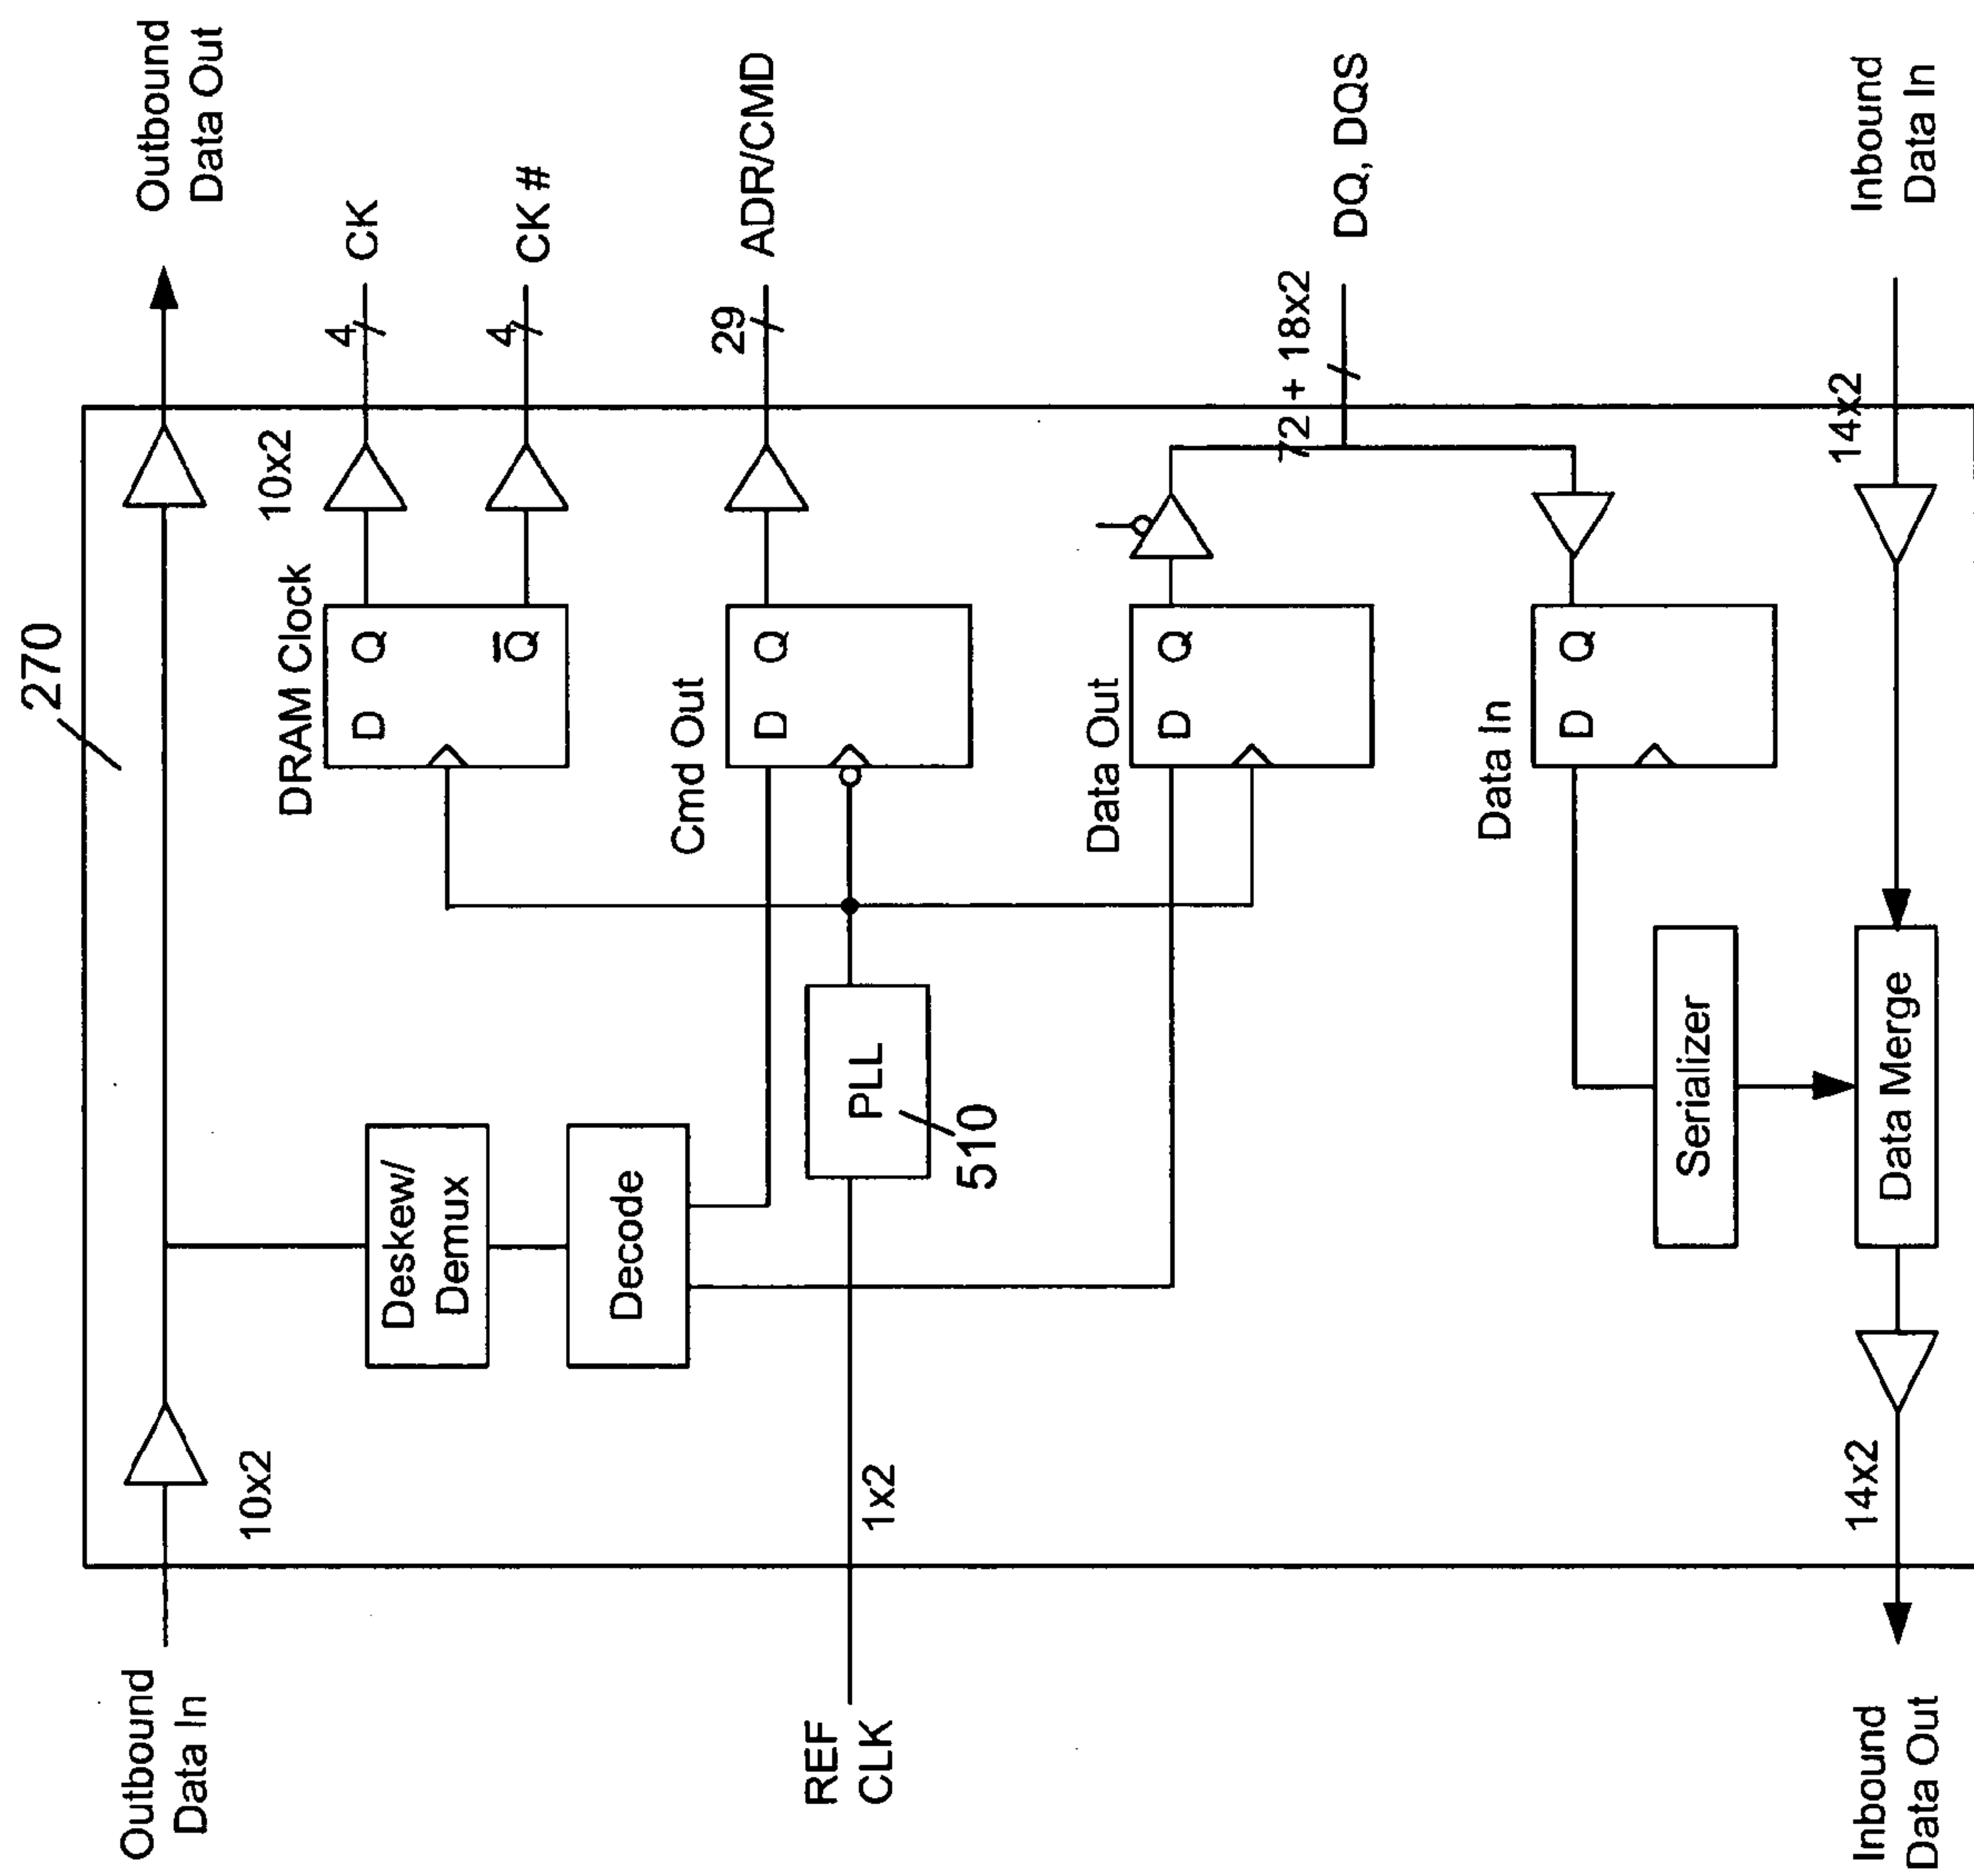 270
Outbound
Data In
10x2
Outbound
Data Out
10x2
DRAM Clock
D Q
Q̅
4
CK
4
CK #
Deskew/
Demux
Decode
Cmd Out
D Q
29
ADR/CMD
REF
CLK
1x2
PLL
510
Data Out
D Q
72 + 18x2
DQ, DQS
Data In
D Q
Serializer
Data Merge
14x2
Inbound
Data In
14x2
Inbound
Data Out